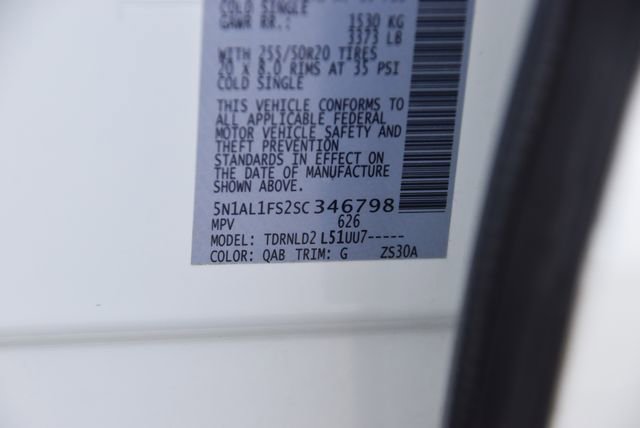 COLD SINGLE
GAWR RR.: 1530 KG
3373 LB
WITH 255/50R20 TIRES
20 X 8.0 RIMS AT 35 PSI
COLD SINGLE
THIS VEHICLE CONFORMS TO
ALL APPLICABLE FEDERAL
MOTOR VEHICLE SAFETY AND
THEFT PREVENTION
STANDARDS IN EFFECT ON
THE DATE OF MANUFACTURE
SHOWN ABOVE.
5N1AL1FS2SC346798
MPV 626
MODEL: TDRNLD2 L51UU7-----
COLOR: QAB TRIM: G ZS30A